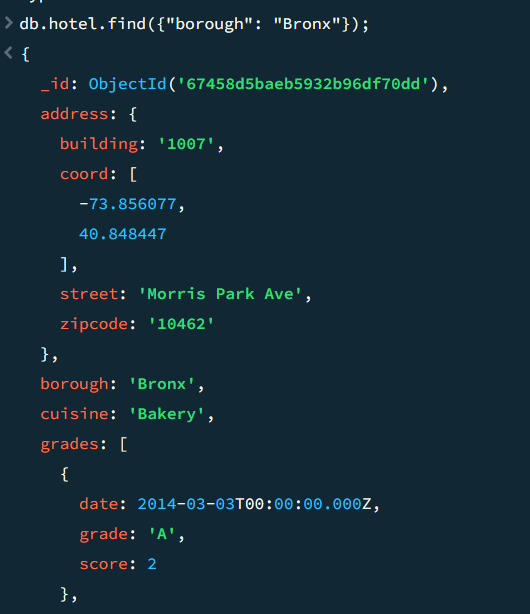 db.hotel.find({"borough": "Bronx"});
{
_id: ObjectId('67458d5baeb5932b96df70dd'),
address: {
building: '1007',
coord: [
-73.856077,
40.848447
],
street: 'Morris Park Ave',
zipcode: '10462'
},
borough: 'Bronx',
cuisine: 'Bakery',
grades: [
{
date: 2014-03-03T00:00:00.000Z,
grade: 'A',
score: 2
},